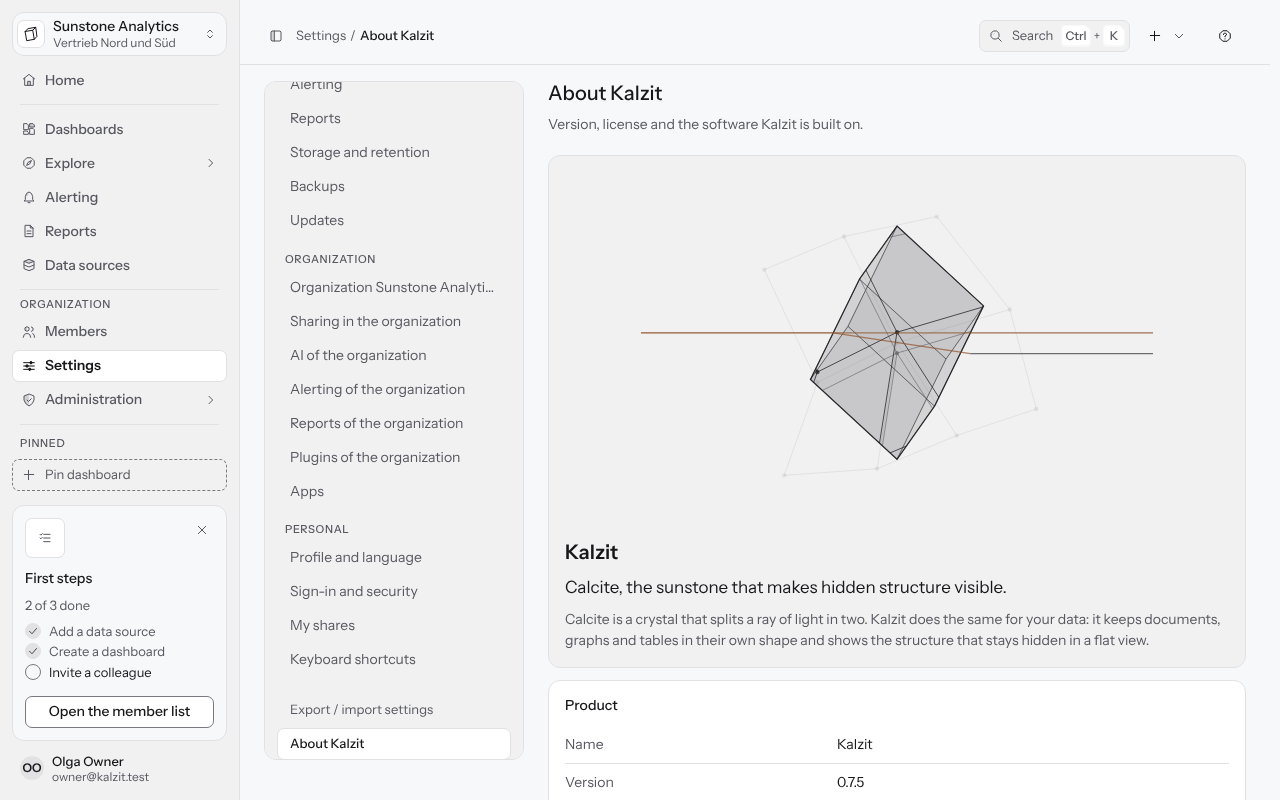 Sunstone Analytics
Vertrieb Nord und Süd
Home
Dashboards
Explore
Alerting
Reports
Data sources
ORGANIZATION
Members
Settings
Administration
PINNED
Pin dashboard
First steps
2 of 3 done
Add a data source
Create a dashboard
Invite a colleague
Open the member list
OO
Olga Owner
owner@kalzit.test
Settings / About Kalzit
Search Ctrl + K
Alerting
Reports
Storage and retention
Backups
Updates
ORGANIZATION
Organization Sunstone Analyti...
Sharing in the organization
AI of the organization
Alerting of the organization
Reports of the organization
Plugins of the organization
Apps
PERSONAL
Profile and language
Sign-in and security
My shares
Keyboard shortcuts
Export / import settings
About Kalzit
About Kalzit
Version, license and the software Kalzit is built on.
Kalzit
Calcite, the sunstone that makes hidden structure visible.
Calcite is a crystal that splits a ray of light in two. Kalzit does the same for your data: it keeps documents,
graphs and tables in their own shape and shows the structure that stays hidden in a flat view.
Product
Name Kalzit
Version 0.7.5